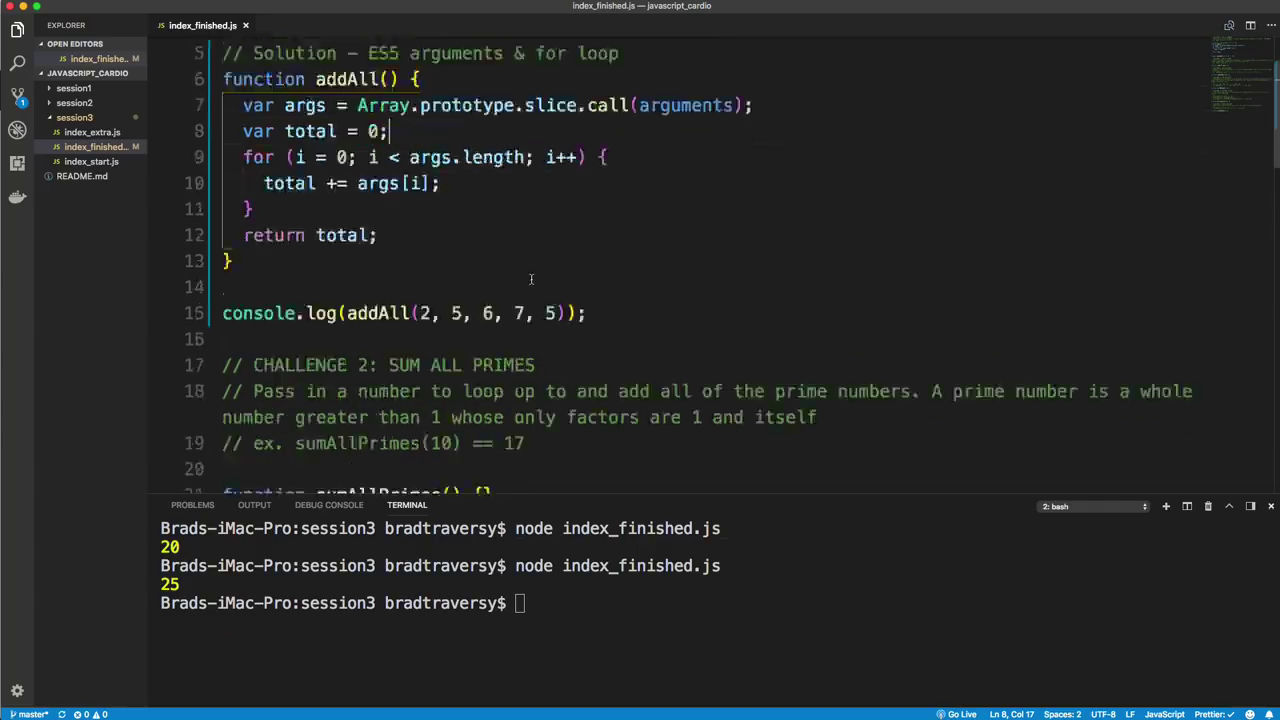 index_finished.js — javascript_cardio
EXPLORER
index_finished.js ×
OPEN EDITORS
index_finishe.. M
JAVASCRIPT_CARDIO
session1
session2
session3
index_extra.js
index_finished... M
index_start.js
README.md
1
5 // Solution - ES5 arguments & for loop
6 function addAll() {
7 var args = Array.prototype.slice.call(arguments);
8 var total = 0;
9 for (i = 0; i < args.length; i++) {
10 total += args[i];
11 }
12 return total;
13 }
14
15 console.log(addAll(2, 5, 6, 7, 5));
16
17 // CHALLENGE 2: SUM ALL PRIMES
18 // Pass in a number to loop up to and add all of the prime numbers. A prime number is a whole
number greater than 1 whose only factors are 1 and itself
19 // ex. sumAllPrimes(10) == 17
20
function sumAllPrimes() {}
PROBLEMS OUTPUT DEBUG CONSOLE TERMINAL 2: bash
Brads-iMac-Pro:session3 bradtraversy$ node index_finished.js
20
Brads-iMac-Pro:session3 bradtraversy$ node index_finished.js
25
Brads-iMac-Pro:session3 bradtraversy$
master* 0 0 Go Live Ln 8, Col 17 Spaces: 2 UTF-8 LF JavaScript Prettier: ✓